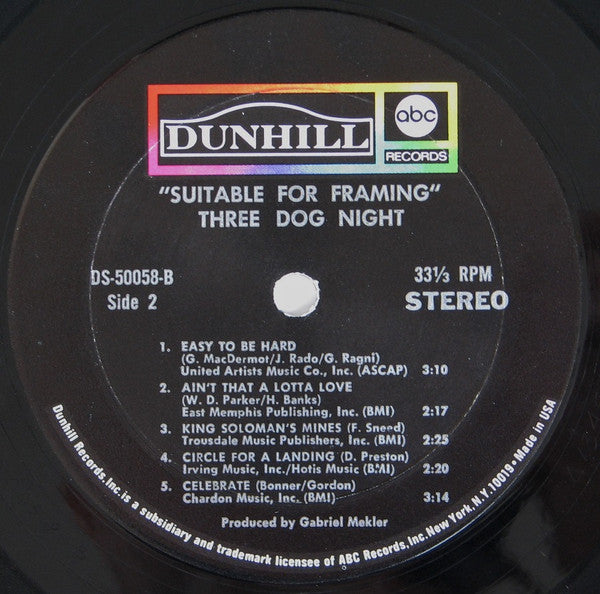 DUNHILL
abc
RECORDS
"SUITABLE FOR FRAMING"
THREE DOG NIGHT
DS-50058-B
Side 2
33⅓ RPM
STEREO
1. EASY TO BE HARD
(G. MacDermot/J. Rado/G. Ragni)
United Artists Music Co., Inc. (ASCAP) 3:10
2. AIN'T THAT A LOTTA LOVE
(W. D. Parker/H. Banks)
East Memphis Publishing, Inc. (BMI) 2:17
3. KING SOLOMAN'S MINES (F. Sneed)
Trousdale Music Publishers, Inc. (BMI) 2:25
4. CIRCLE FOR A LANDING (D. Preston)
Irving Music, Inc./Hotis Music (BMI) 2:20
5. CELEBRATE (Bonner/Gordon)
Chardon Music, Inc. (BMI) 3:14
Produced by Gabriel Mekler
Dunhill Records, Inc. is a subsidiary and trademark licensee of ABC Records, Inc. New York, N.Y. 10019 • Made in USA